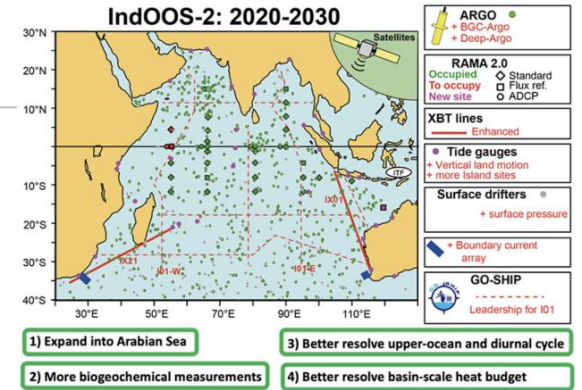 IndOOS-2: 2020-2030
30°N
20°N
10°N
0°
10°S
20°S
30°S
40°S
30°E
50°E
70°E
90°E
110°E
Satellites
ITF
IX01
IX21
I01-W
I01-E
ARGO
+ BGC-Argo
+ Deep-Argo
RAMA 2.0
Occupied
To occupy
New site
Standard
Flux ref.
ADCP
XBT lines
Enhanced
Tide gauges
+ Vertical land motion
+ more Island sites
Surface drifters
+ surface pressure
+ Boundary current
array
GO-SHIP
Leadership for I01
1) Expand into Arabian Sea
2) More biogeochemical measurements
3) Better resolve upper-ocean and diurnal cycle
4) Better resolve basin-scale heat budget